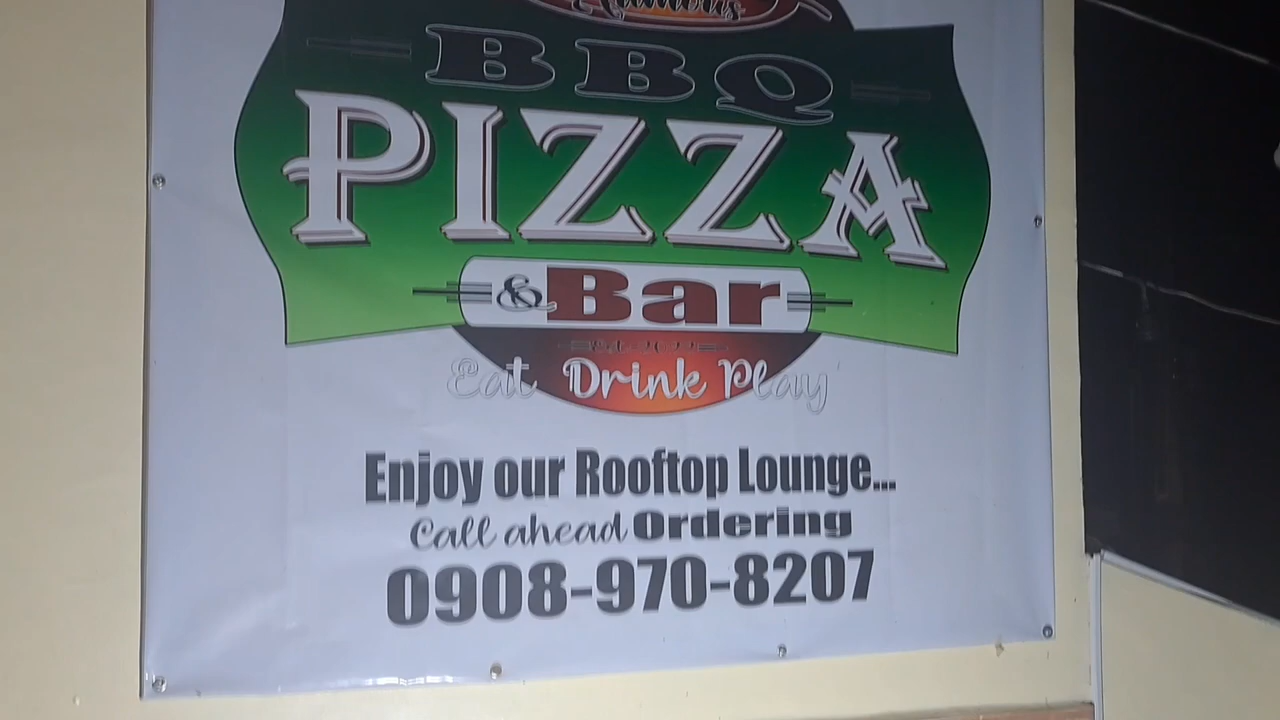 BBQ
PIZZA
& Bar
Eat Drink Play
Enjoy our Rooftop Lounge...
Call ahead Ordering
0908-970-8207